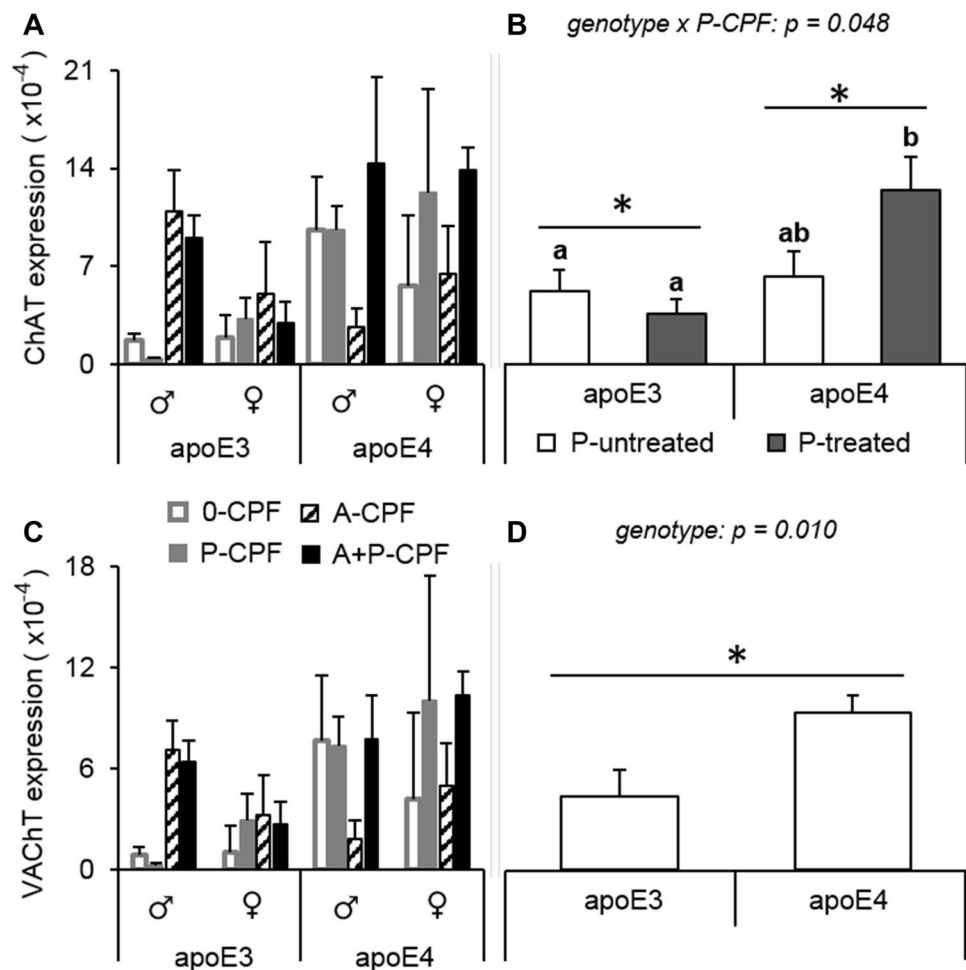 A
ChAT expression ( x10⁻⁴)
21
14
7
0
♂ ♀ ♂ ♀
apoE3 apoE4
B
genotype x P-CPF: p = 0.048
*
*
a
a
ab
b
apoE3 apoE4
P-untreated P-treated
0-CPF A-CPF
P-CPF A+P-CPF
C
VAChT expression ( x10⁻⁴)
18
12
6
0
♂ ♀ ♂ ♀
apoE3 apoE4
D
genotype: p = 0.010
*
apoE3 apoE4